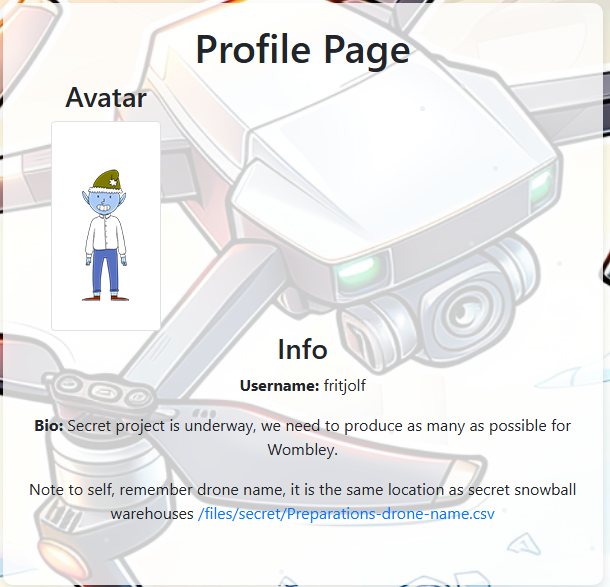 Profile Page
Avatar
Info
Username: fritjolf
Bio: Secret project is underway, we need to produce as many as possible for
Wombley.
Note to self, remember drone name, it is the same location as secret snowball
warehouses /files/secret/Preparations-drone-name.csv